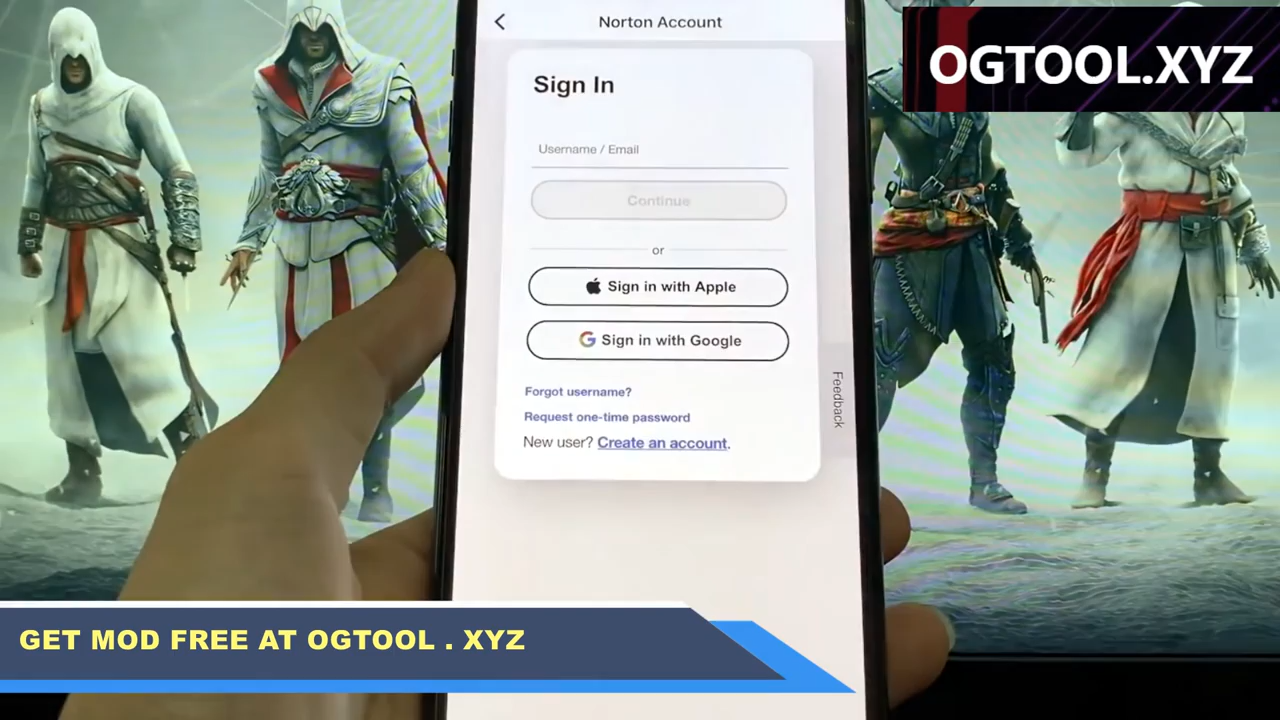 Norton Account
OGTOOL.XYZ
Sign In
Username / Email
Continue
or
Sign in with Apple
Sign in with Google
Forgot username?
Request one-time password
New user? Create an account.
Feedback
GET MOD FREE AT OGTOOL . XYZ